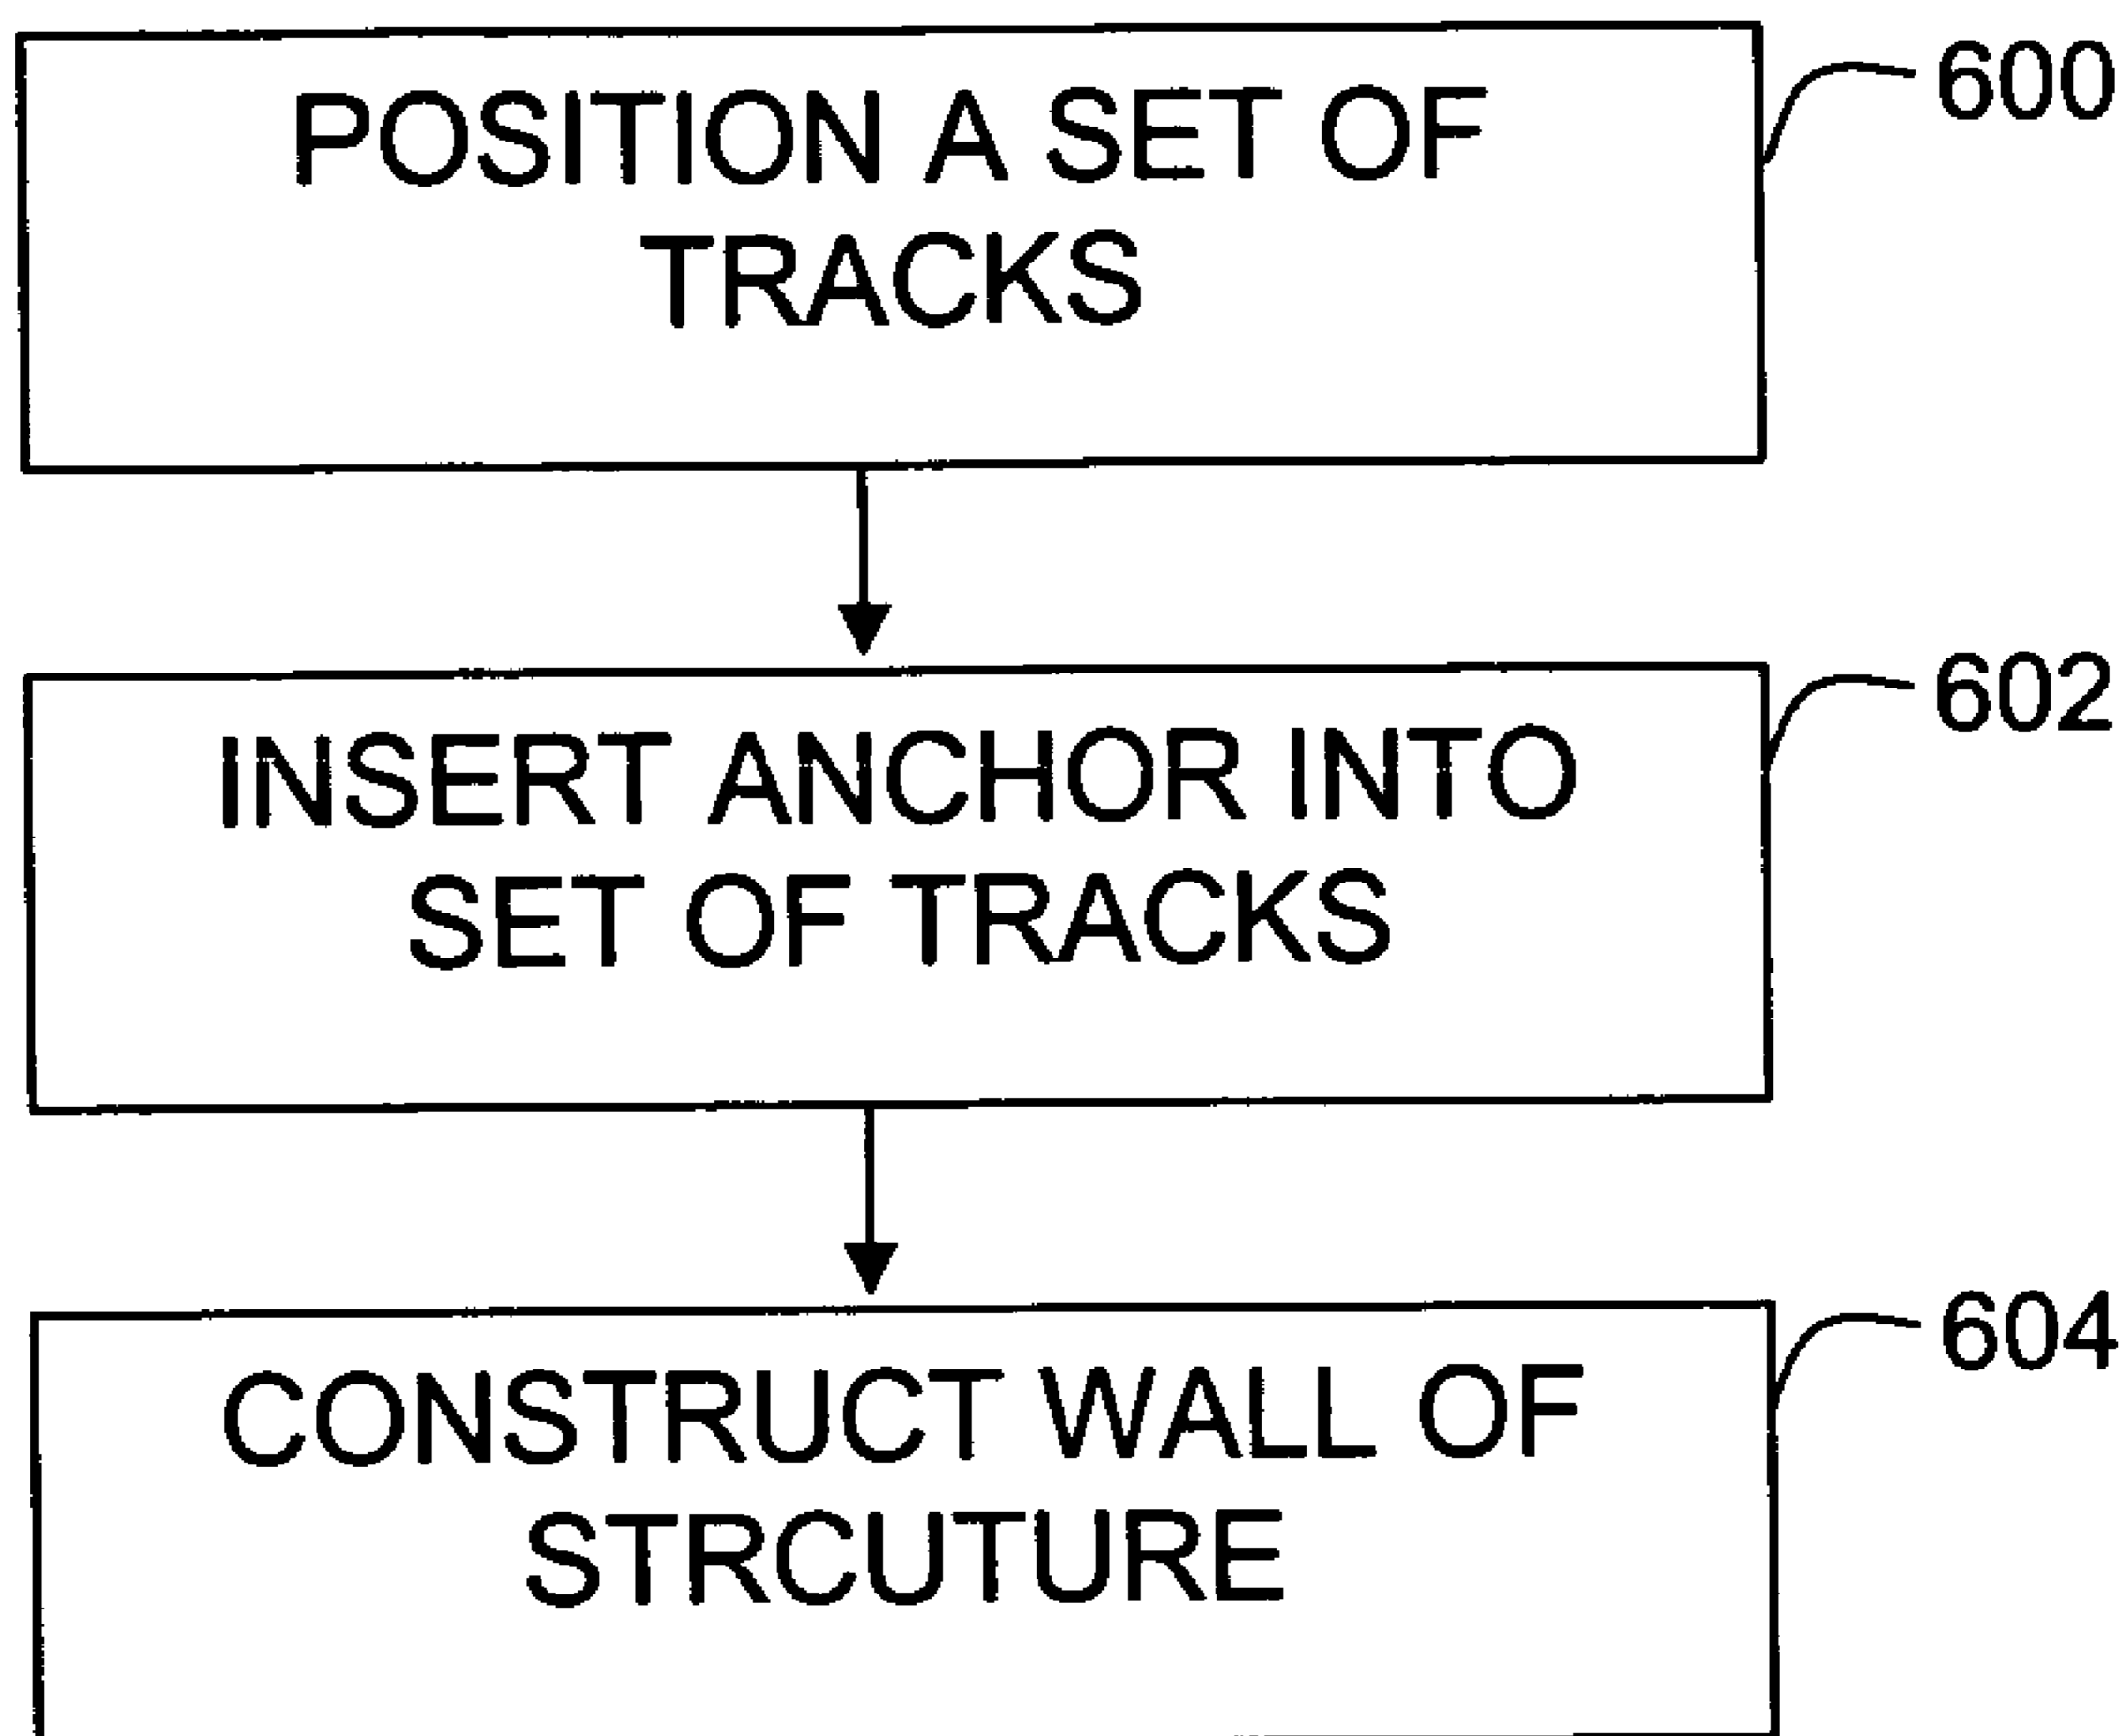 POSITION A SET OF
TRACKS
600
INSERT ANCHOR INTO
SET OF TRACKS
602
CONSTRUCT WALL OF
STRCUTURE
604